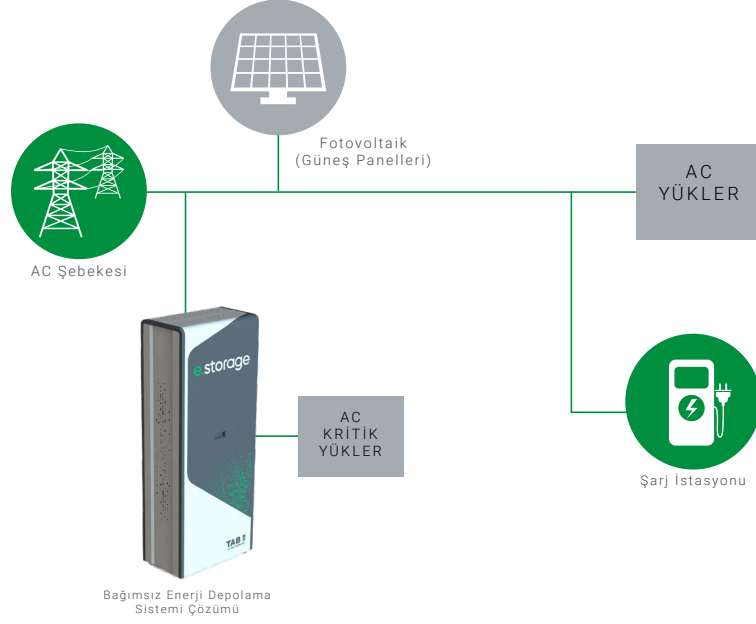 Fotovoltaik
(Güneş Panelleri)
AC
YÜKLER
AC Şebekesi
e.storage
AC
KRİTİK
YÜKLER
Şarj İstasyonu
TAB
Bağımsız Enerji Depolama
Sistemi Çözümü